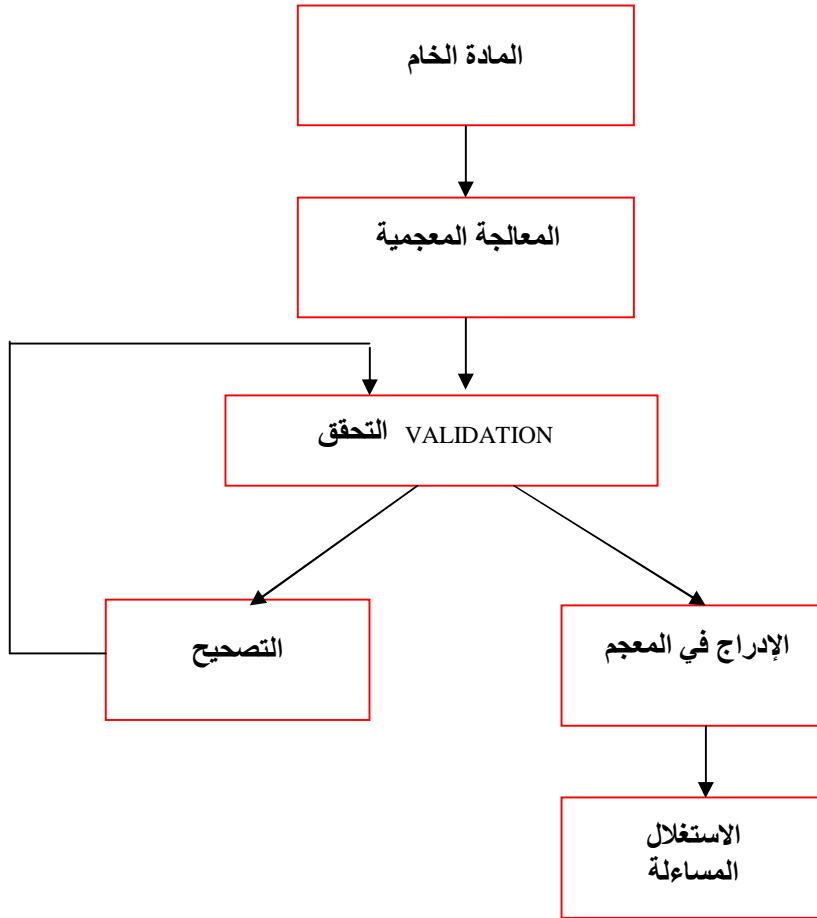 المادة الخام
المعالجة المعجمية
التحقق VALIDATION
الإدراج في المعجم
التصحيح
الاستغلال
المساءلة